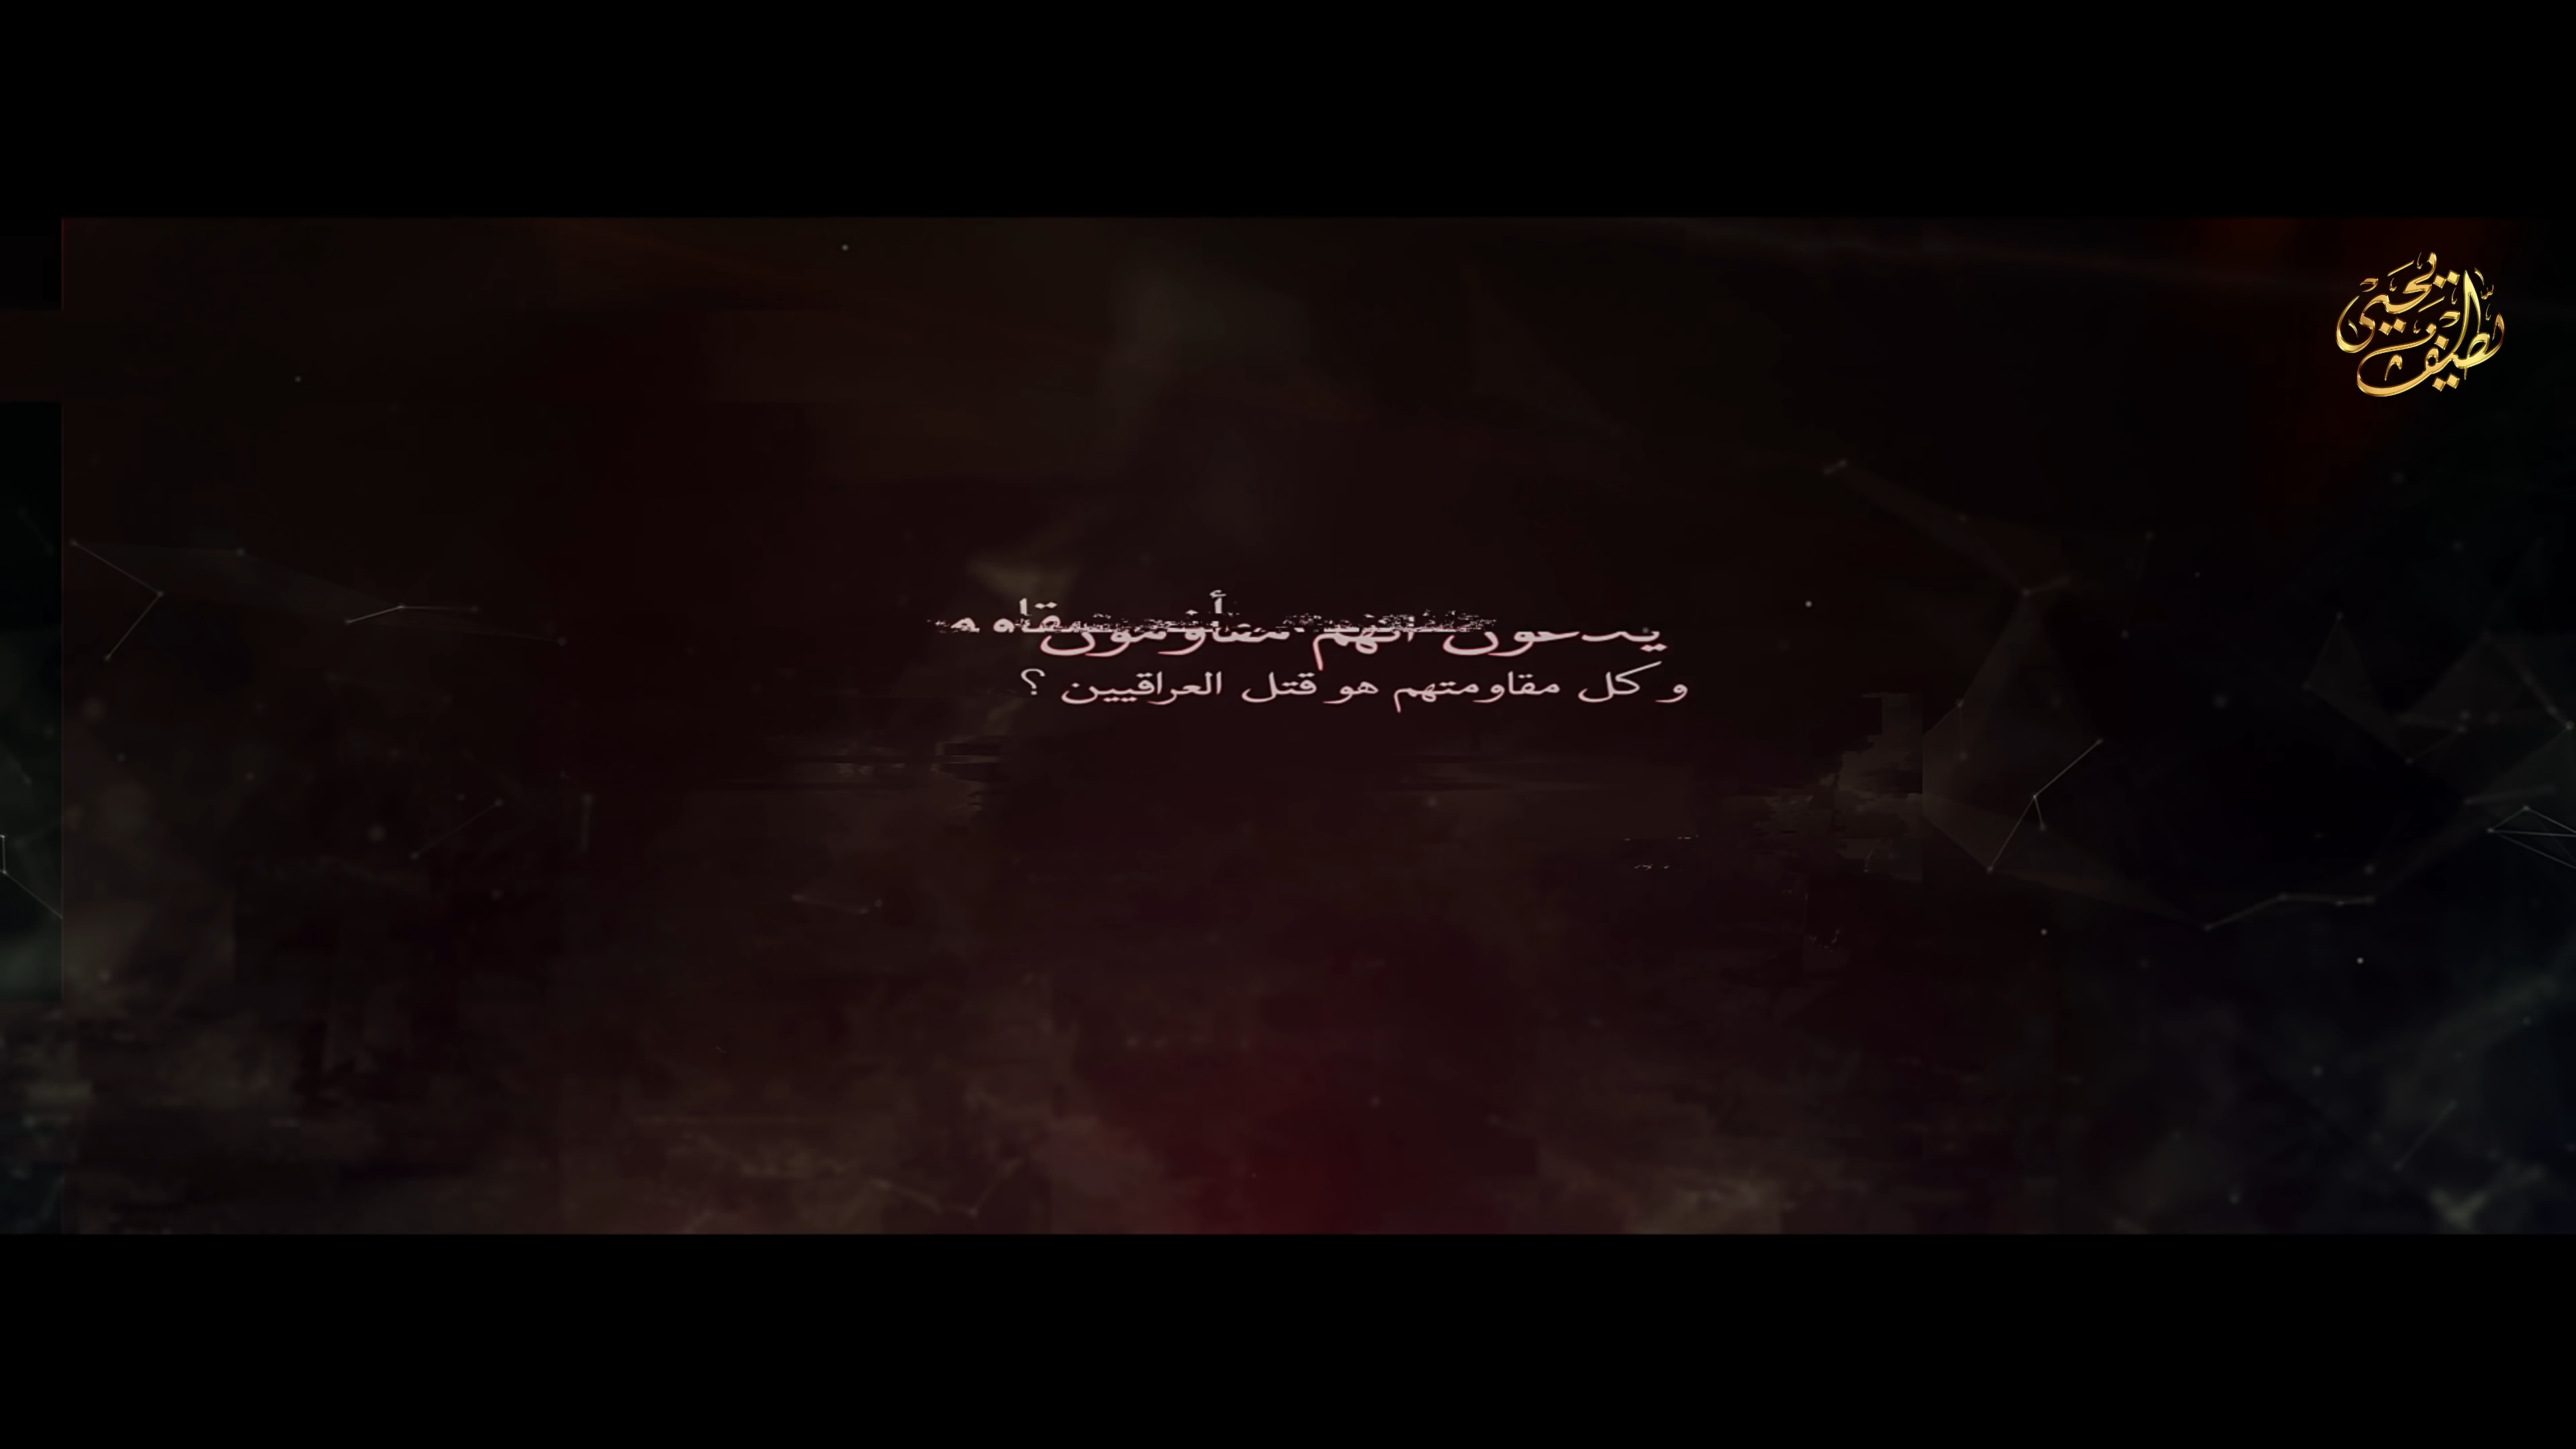 لطيف يحيى
يدعون أنهم مقاومون
و كل مقاومتهم هو قتل العراقيين ؟